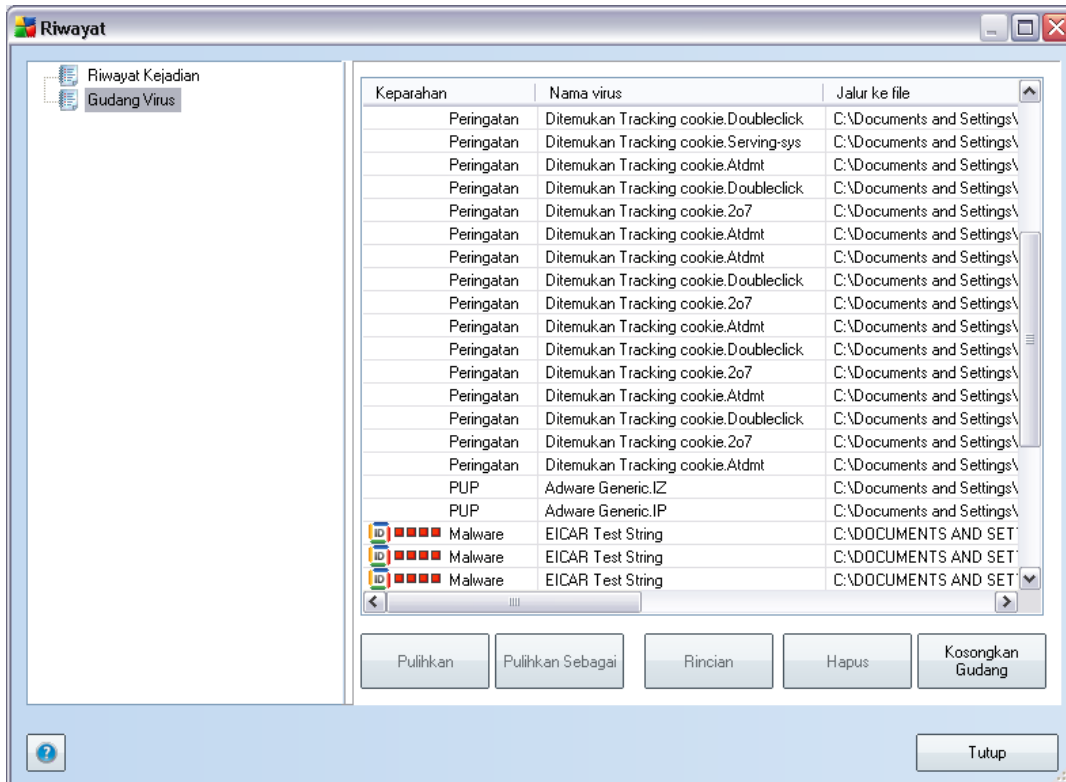 Riwayat
Riwayat Kejadian
Gudang Virus
Keparahan Nama virus Jalur ke file
Peringatan Ditemukan Tracking cookie.Doubleclick C:\Documents and Settings\
Peringatan Ditemukan Tracking cookie.Serving-sys C:\Documents and Settings\
Peringatan Ditemukan Tracking cookie.Atdmt C:\Documents and Settings\
Peringatan Ditemukan Tracking cookie.Doubleclick C:\Documents and Settings\
Peringatan Ditemukan Tracking cookie.2o7 C:\Documents and Settings\
Peringatan Ditemukan Tracking cookie.Atdmt C:\Documents and Settings\
Peringatan Ditemukan Tracking cookie.Atdmt C:\Documents and Settings\
Peringatan Ditemukan Tracking cookie.Doubleclick C:\Documents and Settings\
Peringatan Ditemukan Tracking cookie.2o7 C:\Documents and Settings\
Peringatan Ditemukan Tracking cookie.Atdmt C:\Documents and Settings\
Peringatan Ditemukan Tracking cookie.Doubleclick C:\Documents and Settings\
Peringatan Ditemukan Tracking cookie.2o7 C:\Documents and Settings\
Peringatan Ditemukan Tracking cookie.Atdmt C:\Documents and Settings\
Peringatan Ditemukan Tracking cookie.Doubleclick C:\Documents and Settings\
Peringatan Ditemukan Tracking cookie.2o7 C:\Documents and Settings\
Peringatan Ditemukan Tracking cookie.Atdmt C:\Documents and Settings\
PUP Adware Generic.IZ C:\Documents and Settings\
PUP Adware Generic.IP C:\Documents and Settings\
ID Malware EICAR Test String C:\DOCUMENTS AND SET
ID Malware EICAR Test String C:\DOCUMENTS AND SET
ID Malware EICAR Test String C:\DOCUMENTS AND SET
Pulihkan Pulihkan Sebagai Rincian Hapus Kosongkan Gudang
Tutup